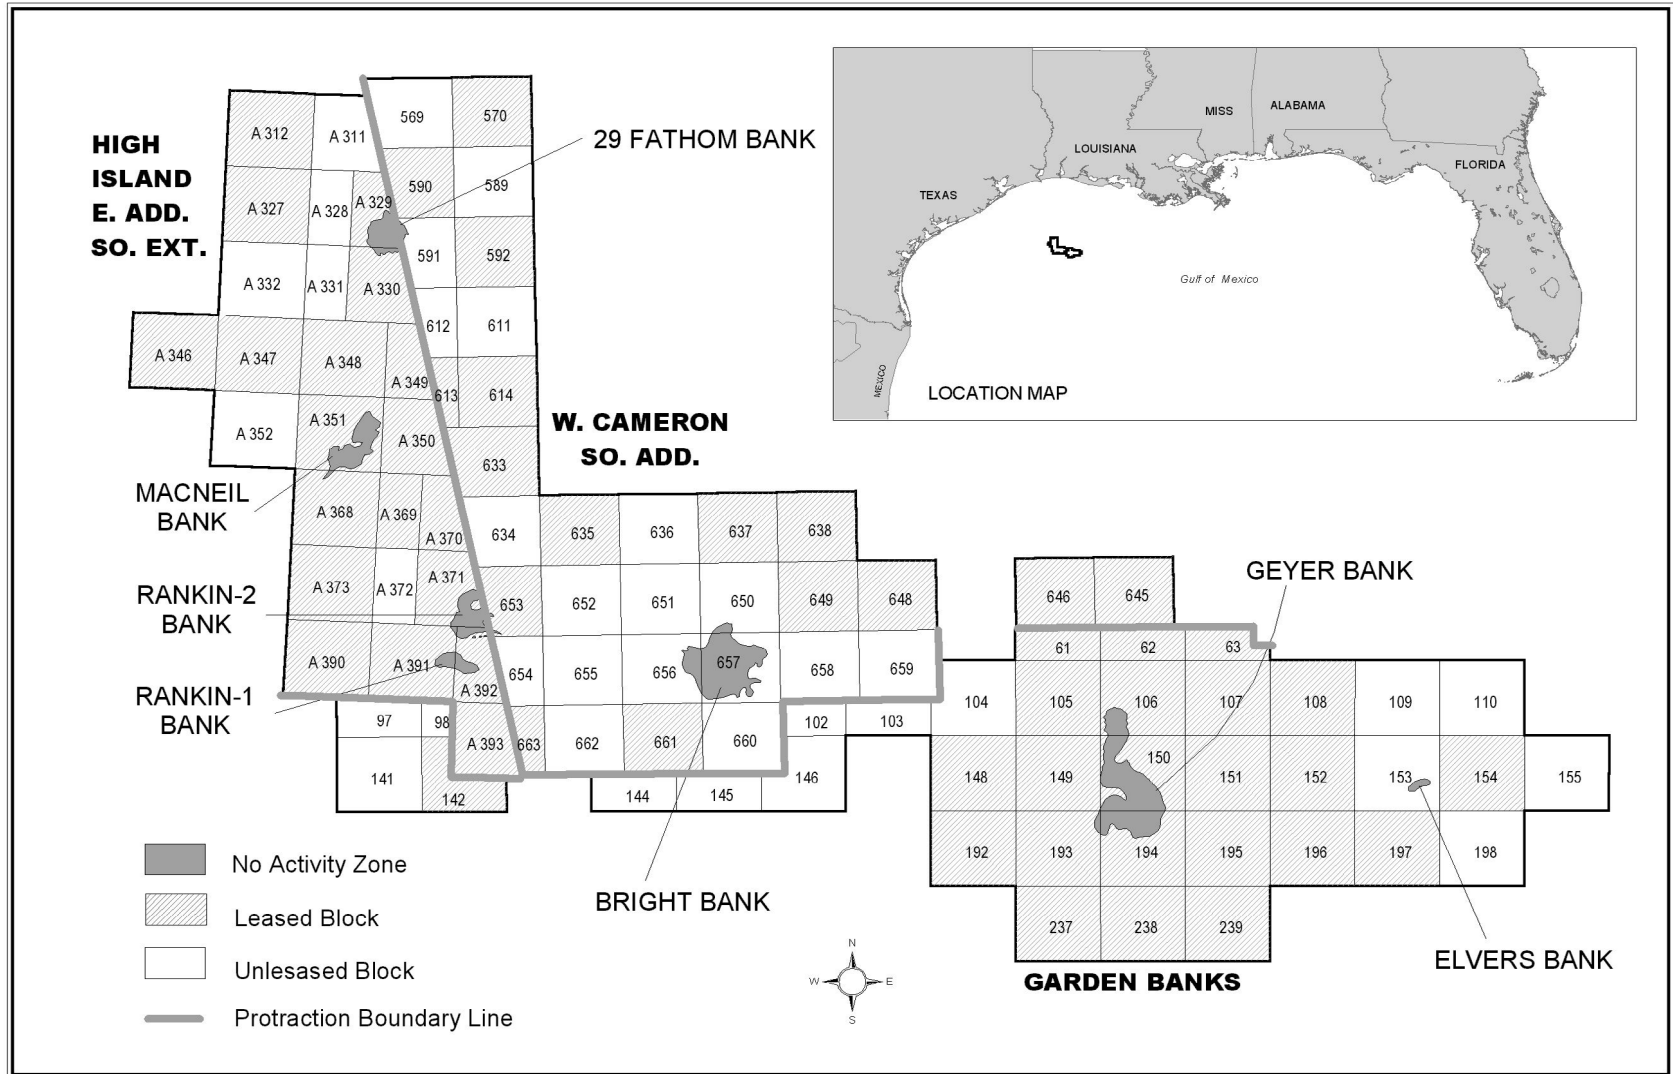 HIGH
ISLAND
E. ADD.
SO. EXT.
29 FATHOM BANK
W. CAMERON
SO. ADD.
MACNEIL
BANK
RANKIN-2
BANK
RANKIN-1
BANK
BRIGHT BANK
GEYER BANK
ELVERS BANK
GARDEN BANKS
A 312
A 311
569
570
A 327
A 328
A 329
590
589
A 332
A 331
A 330
591
592
612
611
A 346
A 347
A 348
A 349
613
614
A 352
A 351
A 350
633
A 368
A 369
A 370
634
635
636
637
638
A 373
A 372
A 371
653
652
651
650
649
648
A 390
A 391
A 392
654
655
656
657
658
659
97
98
A 393
663
662
661
660
102
103
141
142
144
145
146
646
645
61
62
63
104
105
106
107
108
109
110
148
149
150
151
152
153
154
155
192
193
194
195
196
197
198
237
238
239
TEXAS
LOUISIANA
MISS
ALABAMA
FLORIDA
MEXICO
Gulf of Mexico
LOCATION MAP
No Activity Zone
Leased Block
Unlesased Block
Protraction Boundary Line
N
W
E
S